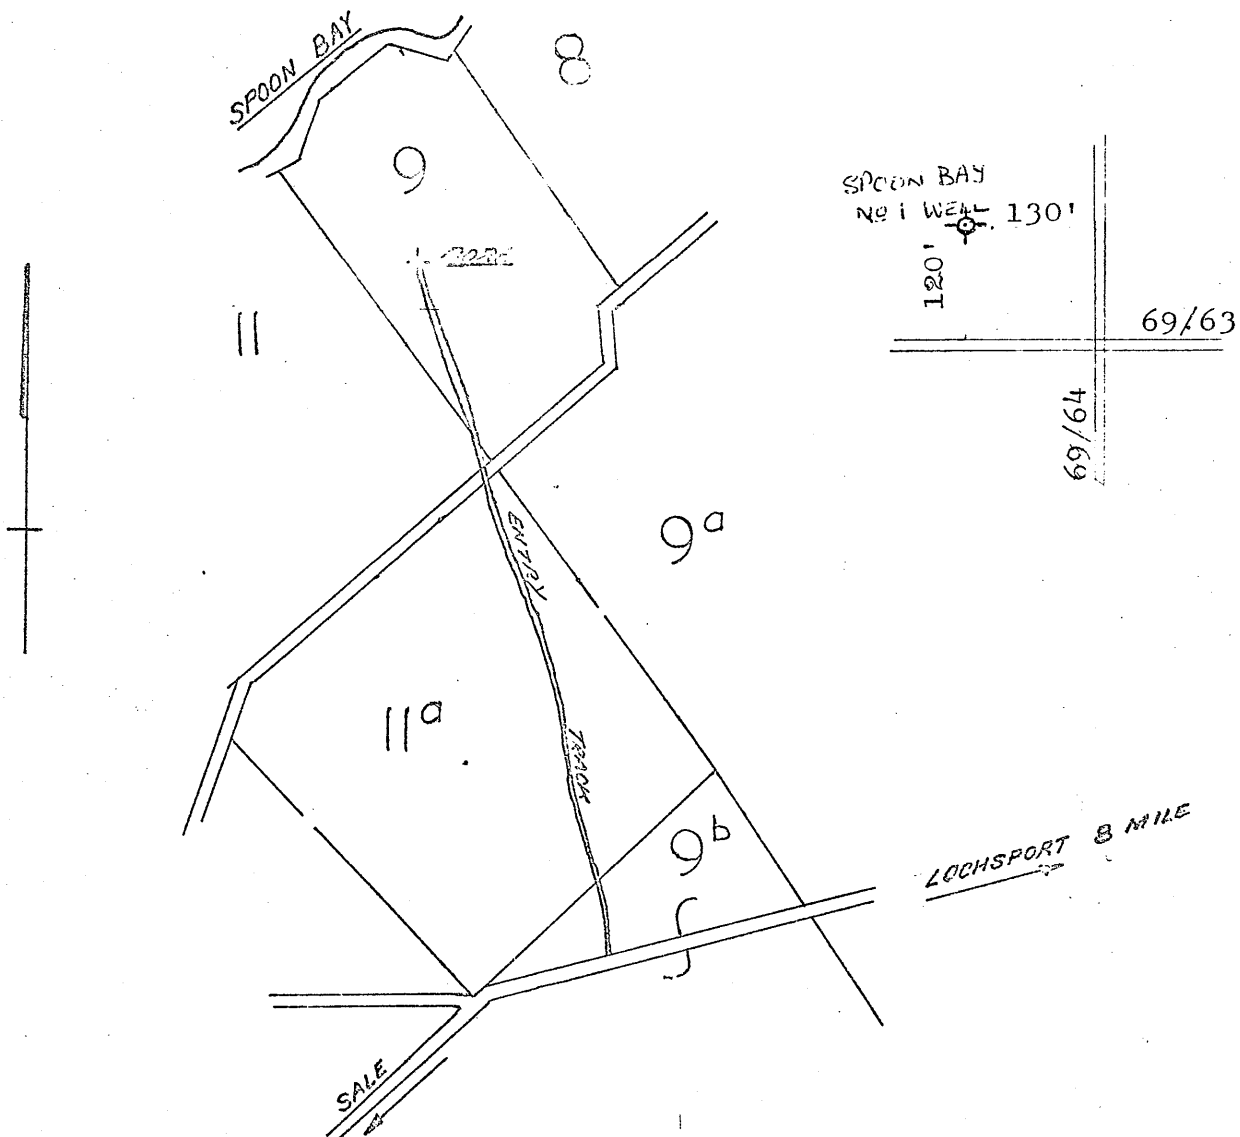 SPOON BAY
8
9
SPOON BAY
Nº 1 WELL 130'
120'
11
69/63
69/64
9a
ENTRY
11a
TRACK
9b
LOCHSPORT 8 MILE
SALE